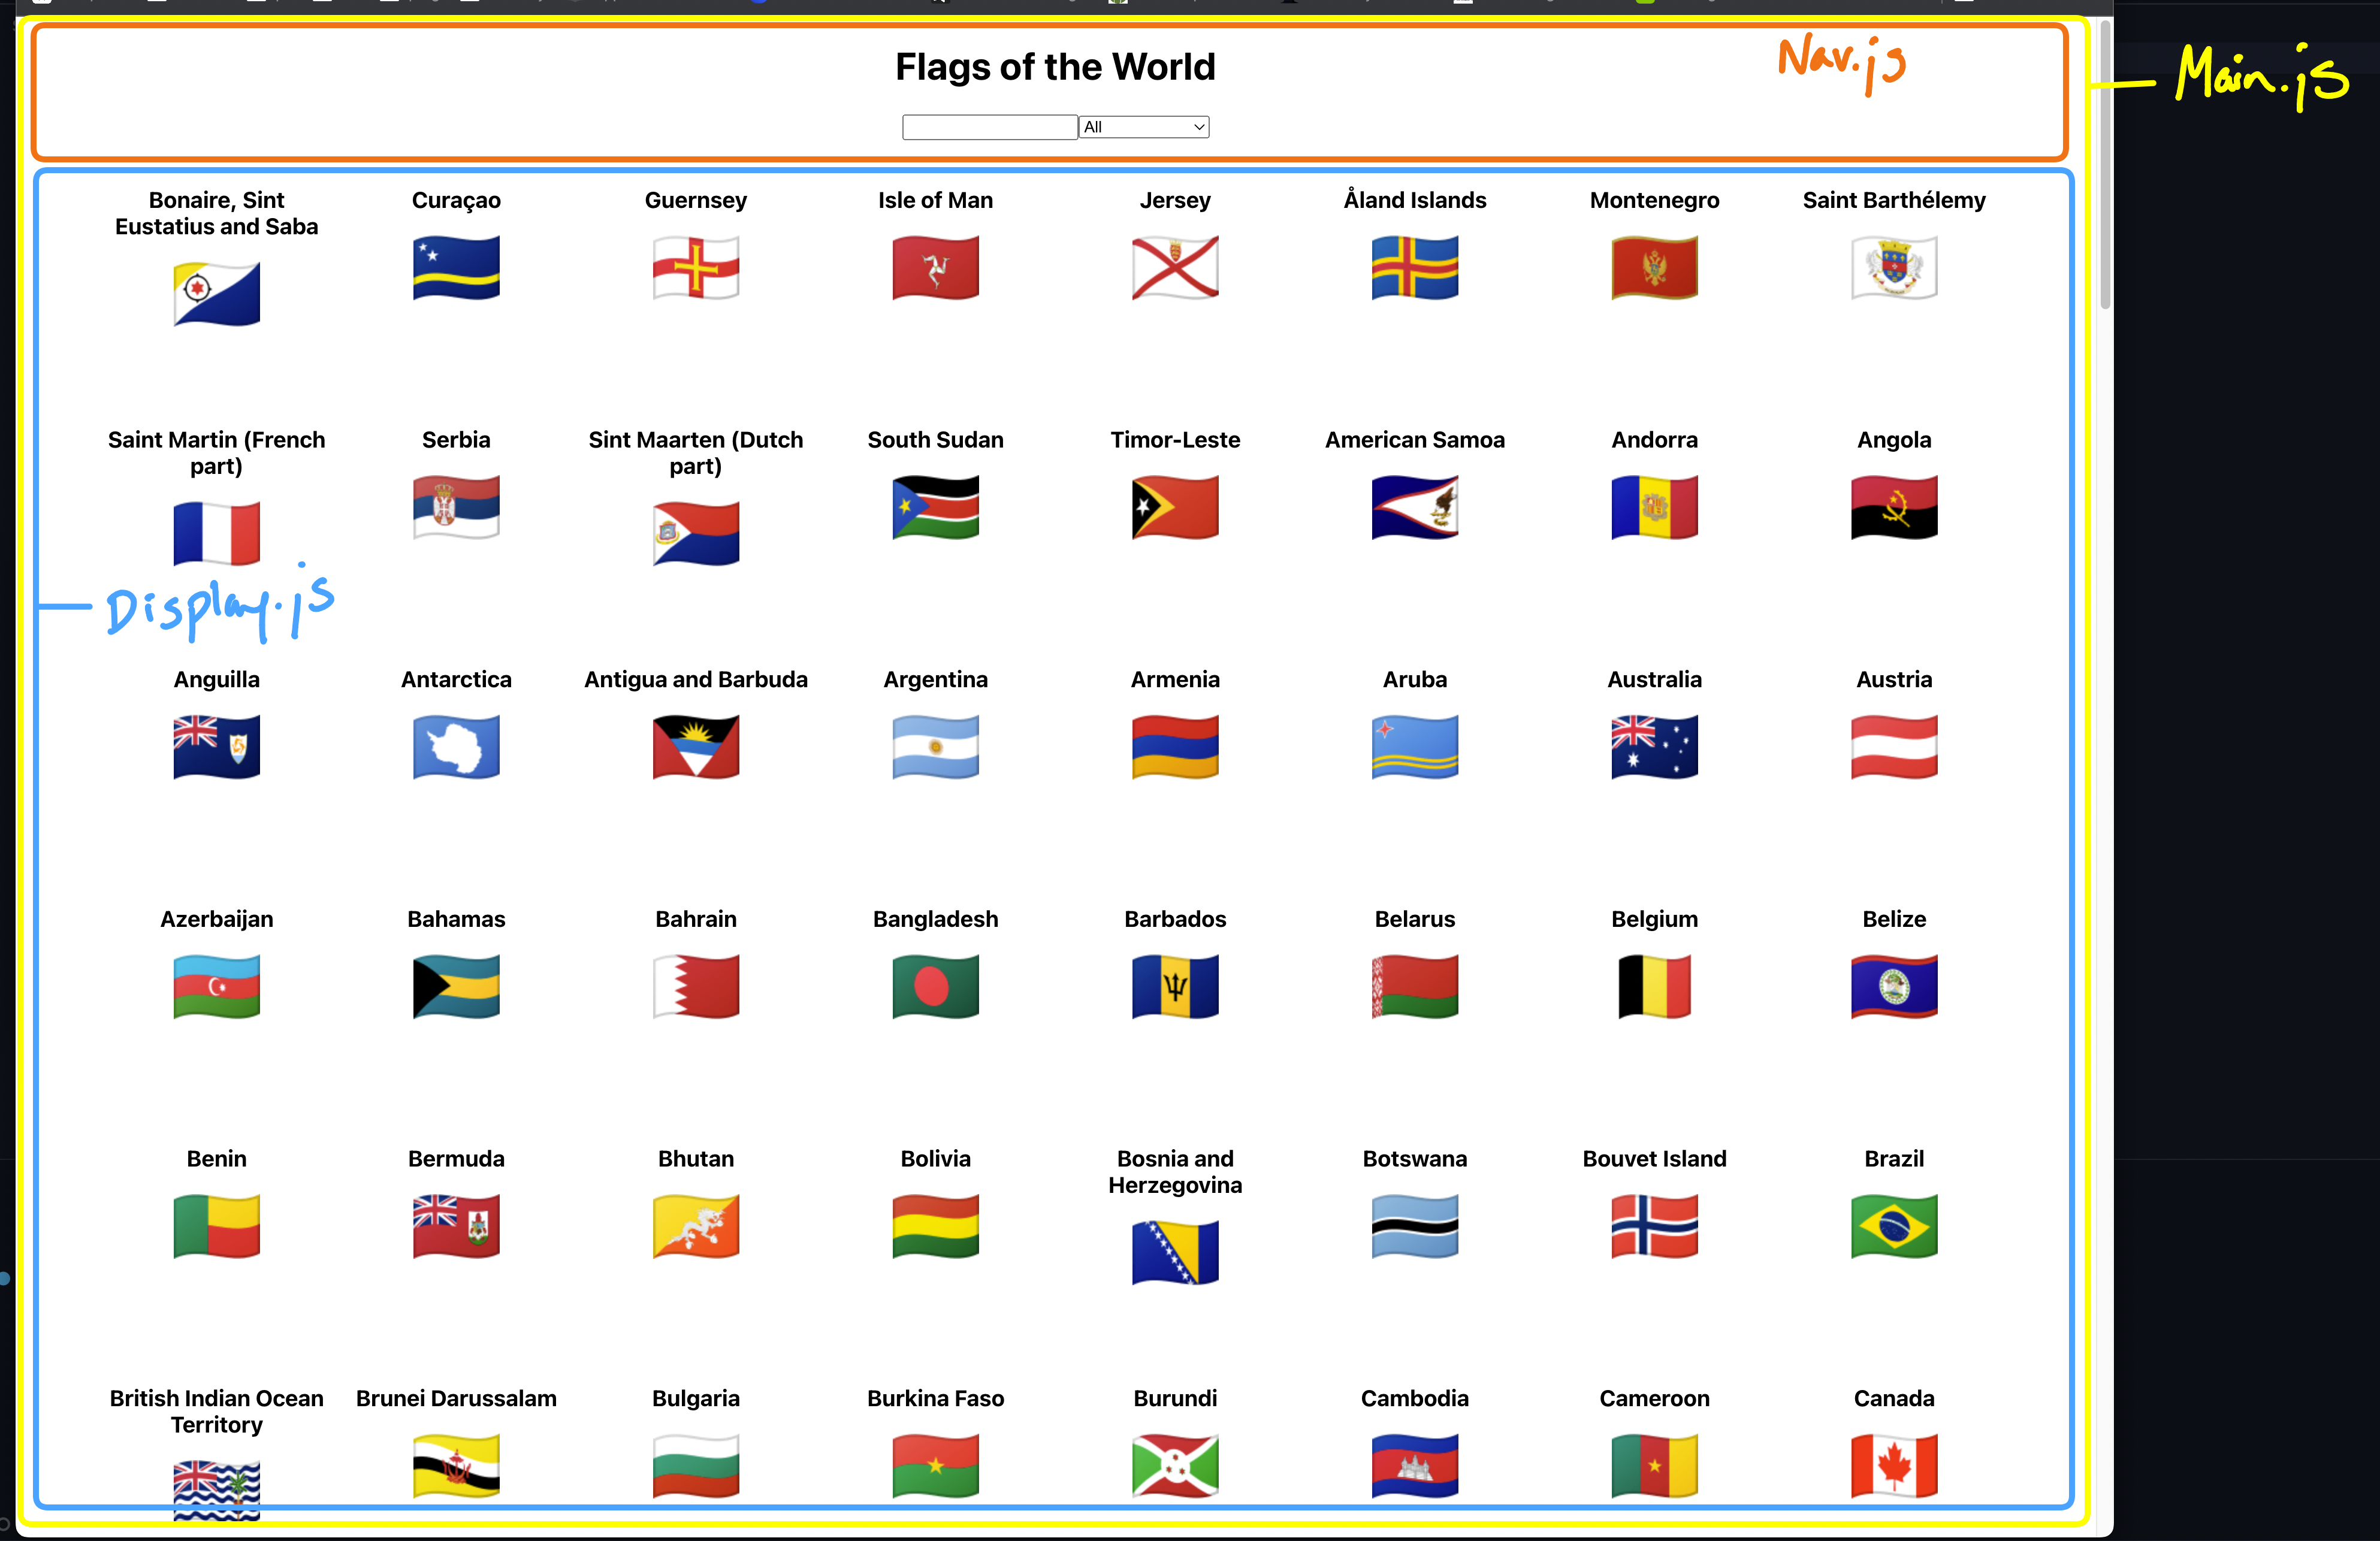 Flags of the World
Nav.js
Main.js
All
Bonaire, Sint
Eustatius and Saba
Curaçao
Guernsey
Isle of Man
Jersey
Åland Islands
Montenegro
Saint Barthélemy
Saint Martin (French
part)
Serbia
Sint Maarten (Dutch
part)
South Sudan
Timor-Leste
American Samoa
Andorra
Angola
Display.js
Anguilla
Antarctica
Antigua and Barbuda
Argentina
Armenia
Aruba
Australia
Austria
Azerbaijan
Bahamas
Bahrain
Bangladesh
Barbados
Belarus
Belgium
Belize
Benin
Bermuda
Bhutan
Bolivia
Bosnia and
Herzegovina
Botswana
Bouvet Island
Brazil
British Indian Ocean
Territory
Brunei Darussalam
Bulgaria
Burkina Faso
Burundi
Cambodia
Cameroon
Canada